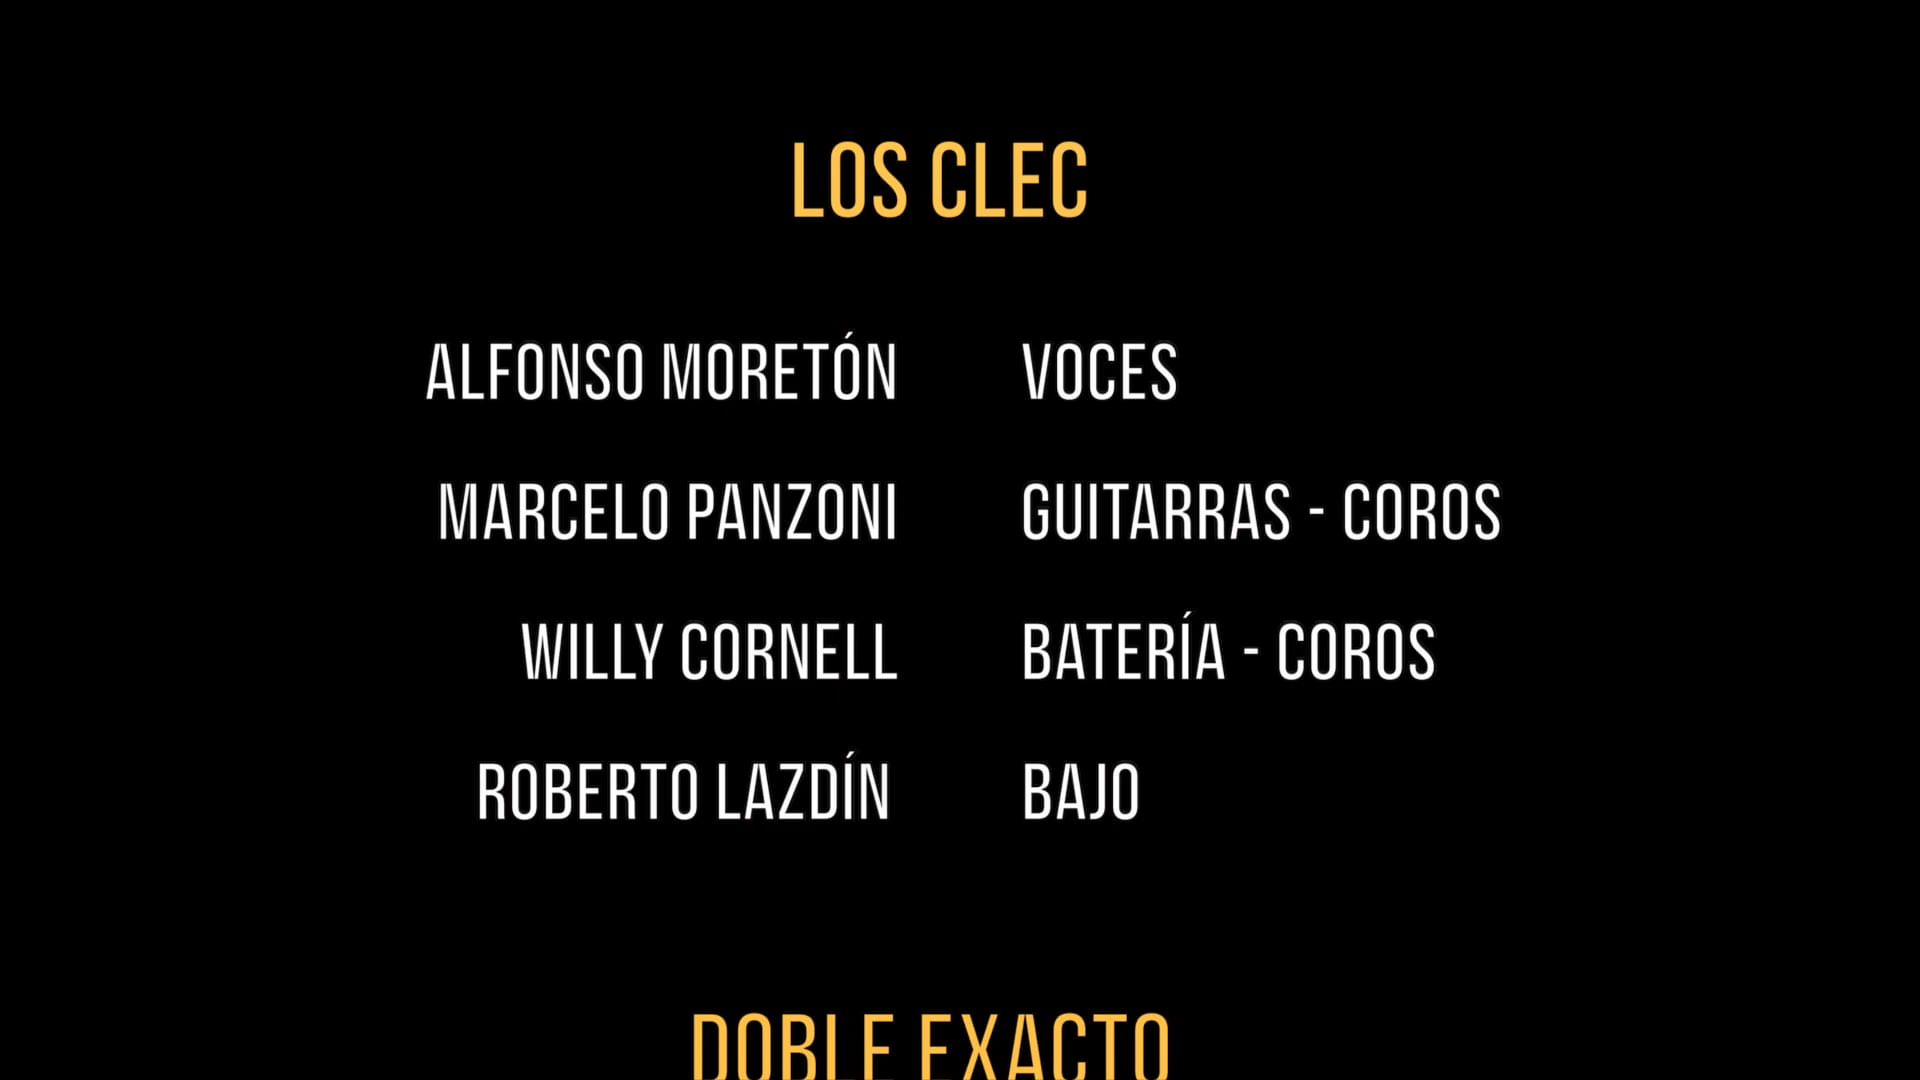 LOS CLEC
ALFONSO MORETÓN VOCES
MARCELO PANZONI GUITARRAS - COROS
WILLY CORNELL BATERÍA - COROS
ROBERTO LAZDÍN BAJO
DOBLE EXACTO